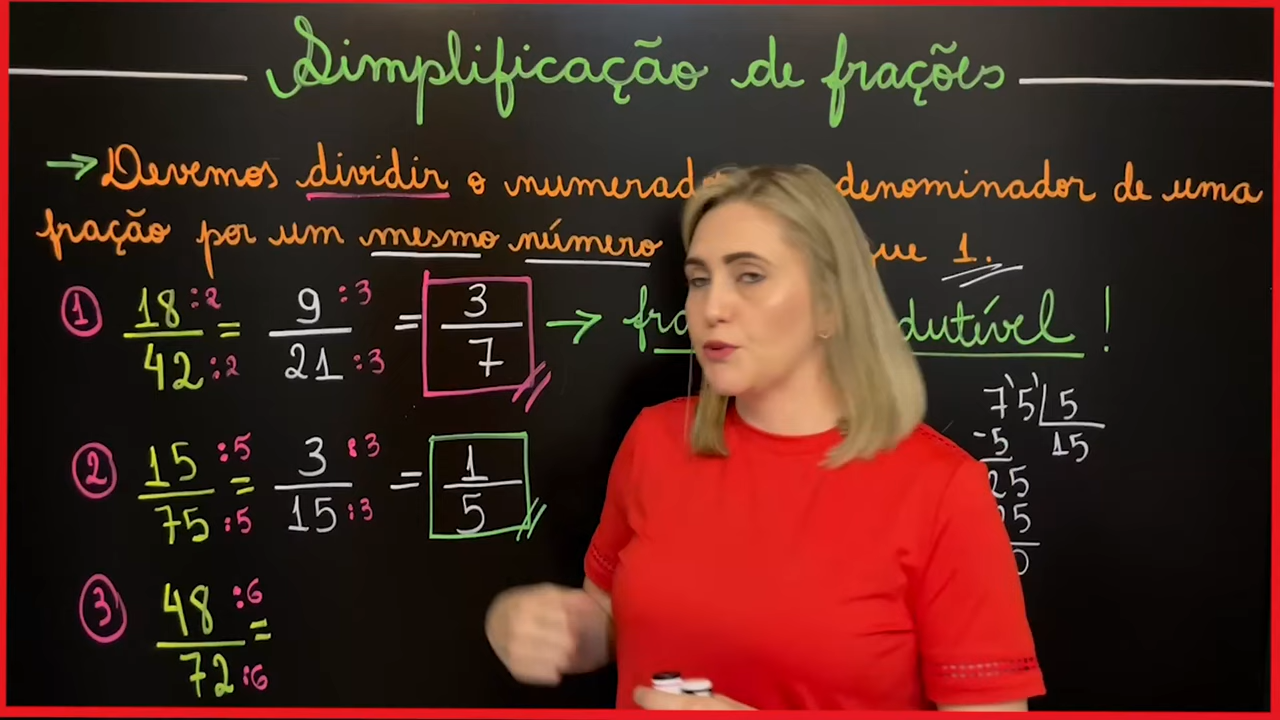 Simplificação de frações
→ Devemos dividir o numerad denominador de uma
fração por um mesmo número que 1.
1 18:2 / 42:2 = 9:3 / 21:3 = 3 / 7 → fra dutível !
2 15:5 / 75:5 = 3:3 / 15:3 = 1 / 5
3 48:6 / 72:6 =
75 5
-5 15
25
25
0